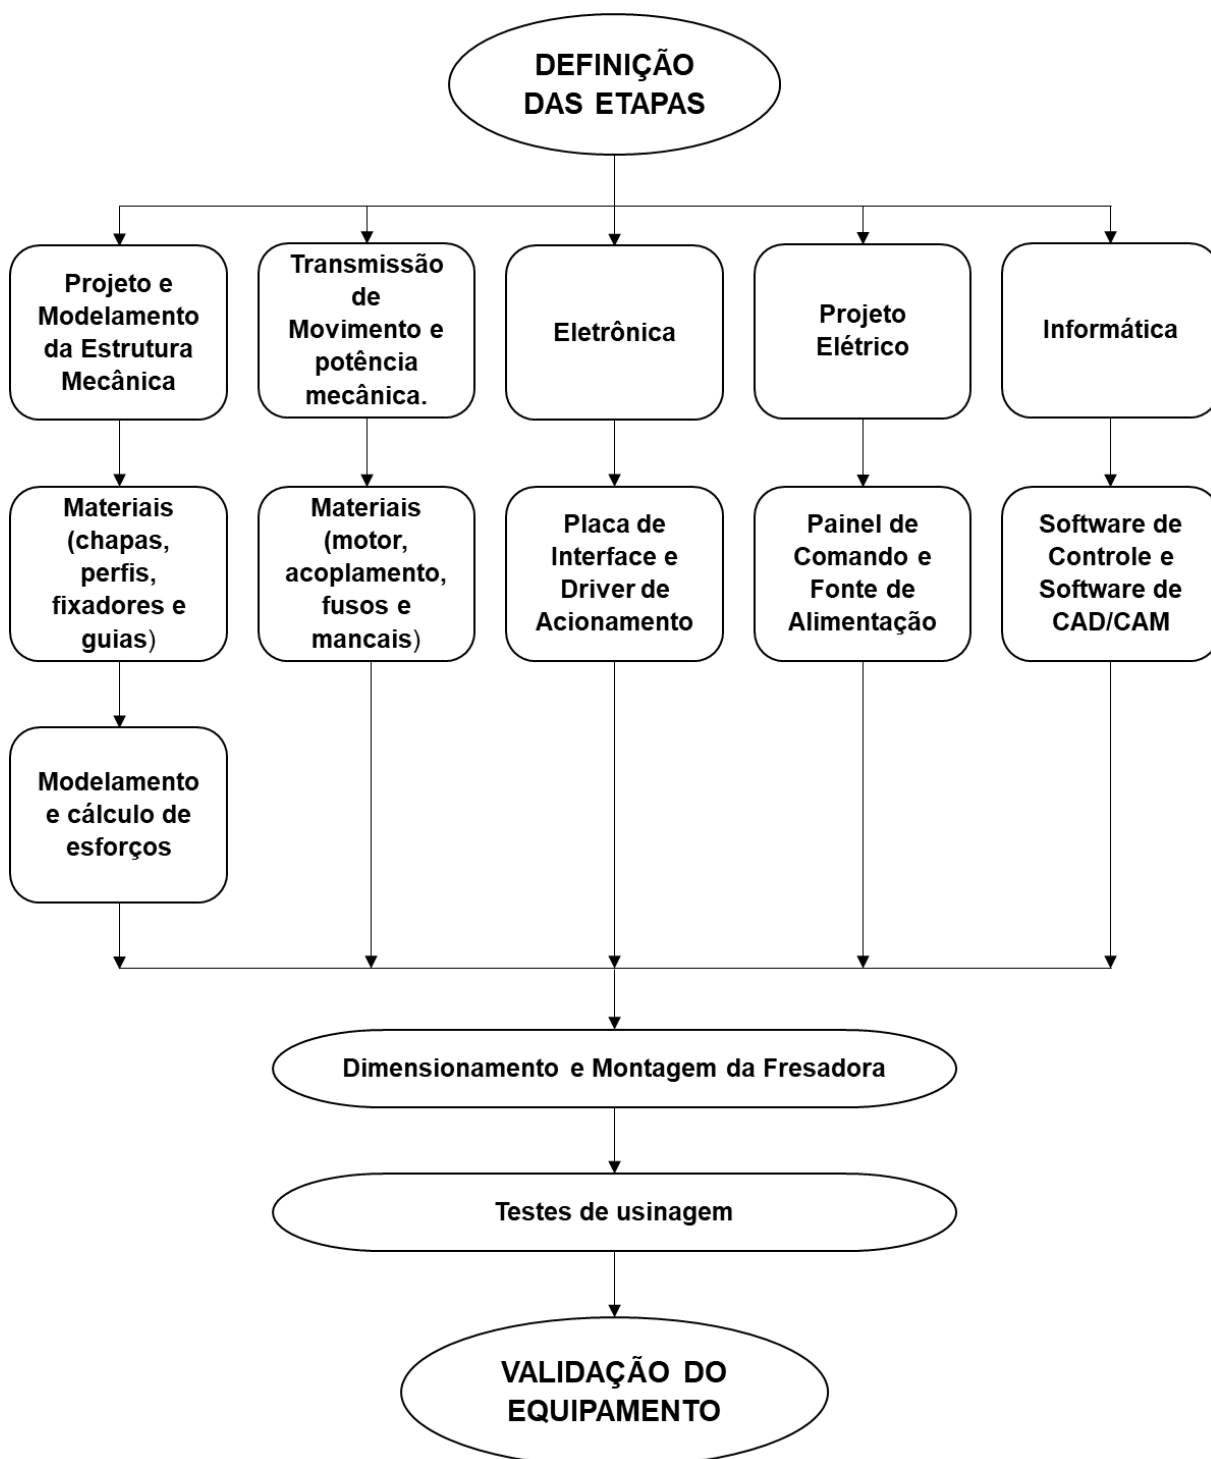 DEFINIÇÃO
DAS ETAPAS
Projeto e
Modelamento
da Estrutura
Mecânica
Transmissão
de
Movimento e
potência
mecânica.
Eletrônica
Projeto
Elétrico
Informática
Materiais
(chapas,
perfis,
fixadores e
guias)
Materiais
(motor,
acoplamento,
fusos e
mancais)
Placa de
Interface e
Driver de
Acionamento
Painel de
Comando e
Fonte de
Alimentação
Software de
Controle e
Software de
CAD/CAM
Modelamento
e cálculo de
esforços
Dimensionamento e Montagem da Fresadora
Testes de usinagem
VALIDAÇÃO DO
EQUIPAMENTO